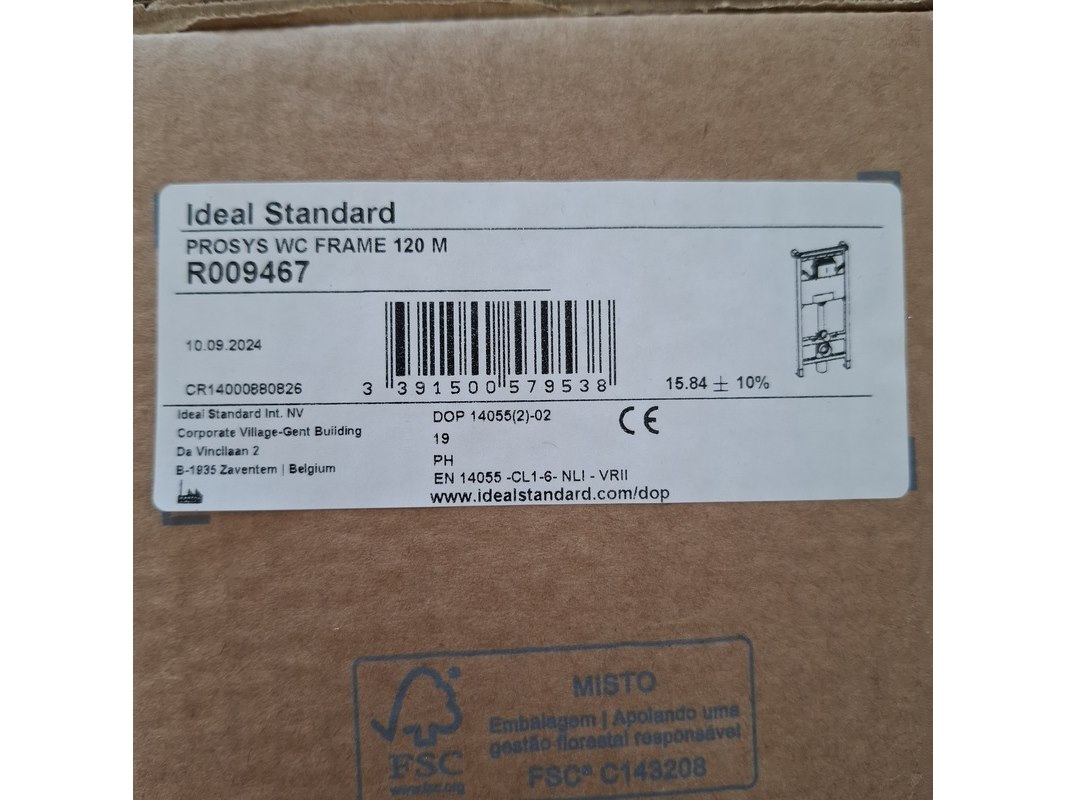 Ideal Standard
PROSYS WC FRAME 120 M
R009467
10.09.2024
CR14000880826
3 391500 579538
15.84 ± 10%
Ideal Standard Int. NV
Corporate Village-Gent Building
Da Vincilaan 2
B-1935 Zaventem | Belgium
DOP 14055(2)-02
CE
19
PH
EN 14055 -CL1-6- NLI - VRII
www.idealstandard.com/dop
MISTO
Embalagem | Apoiando uma
gestão florestal responsável
FSC® C143208
FSC
www.fsc.org